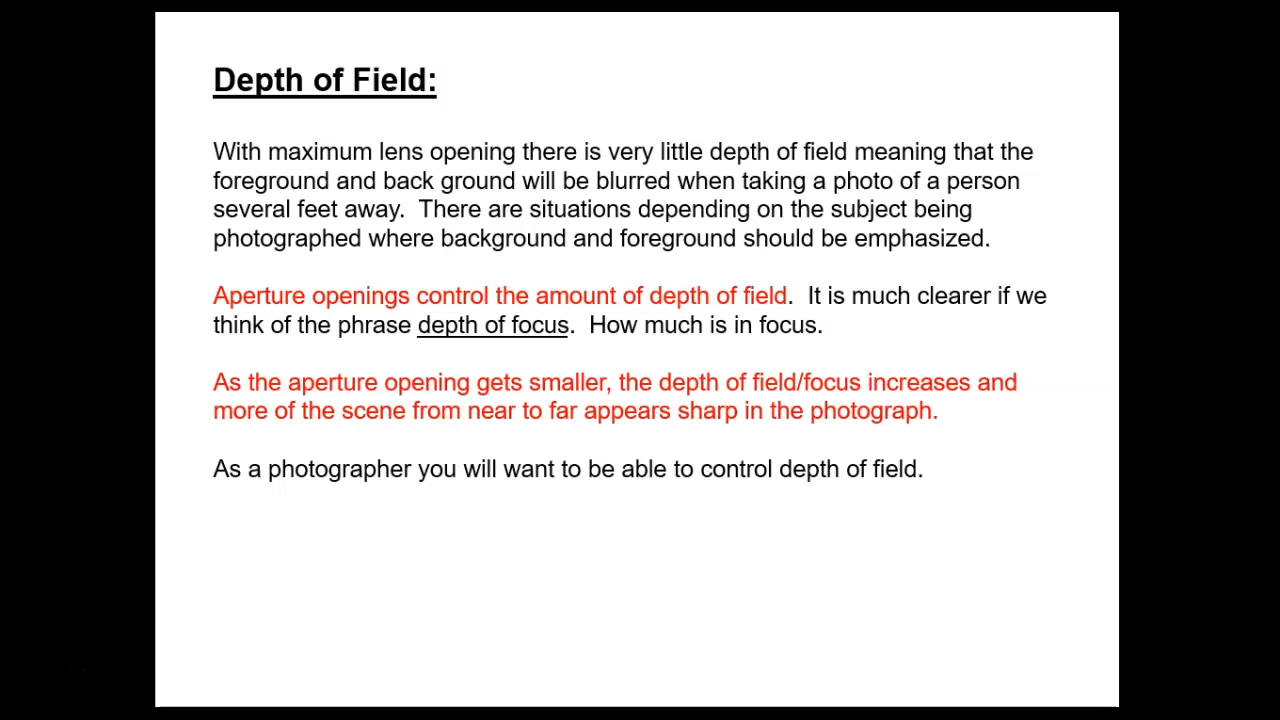 Depth of Field:
With maximum lens opening there is very little depth of field meaning that the
foreground and back ground will be blurred when taking a photo of a person
several feet away.  There are situations depending on the subject being
photographed where background and foreground should be emphasized.
Aperture openings control the amount of depth of field.  It is much clearer if we
think of the phrase depth of focus.  How much is in focus.
As the aperture opening gets smaller, the depth of field/focus increases and
more of the scene from near to far appears sharp in the photograph.
As a photographer you will want to be able to control depth of field.